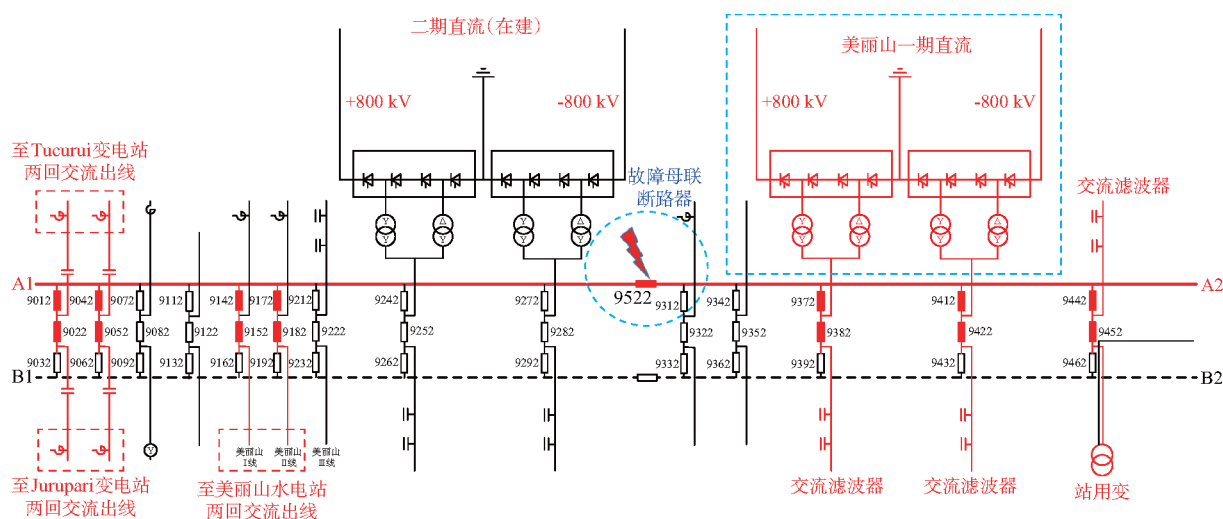 二期直流(在建)
美丽山一期直流
+800 kV
-800 kV
+800 kV
-800 kV
至Tucurui变电站
两回交流出线
故障母联
断路器
交流滤波器
Y
Y
△
Y
Y
Y
△
Y
Y
Y
△
Y
Y
Y
△
Y
A1
A2
9012
9042
9072
9112
9142
9172
9212
9242
9272
9522
9312
9342
9372
9412
9442
9022
9052
9082
9122
9152
9182
9222
9252
9282
9322
9352
9382
9422
9452
9032
9062
9092
9132
9162
9192
9232
9262
9292
9332
9362
9392
9432
9462
B1
B2
Y
美丽山
I线
美丽山
II线
美丽山
III线
至Jurupari变电站
两回交流出线
至美丽山水电站
两回交流出线
交流滤波器
交流滤波器
站用变